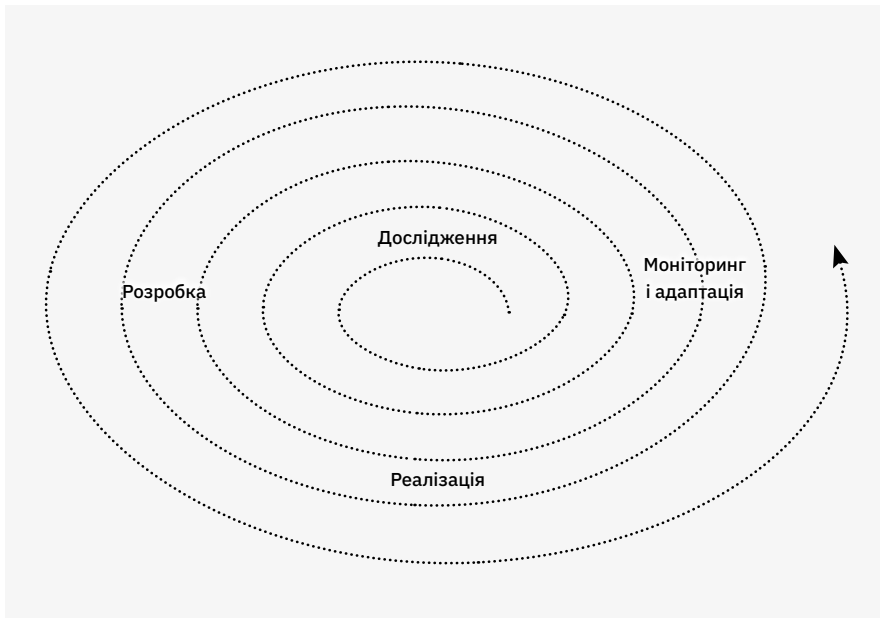 Дослідження
Моніторинг
і адаптація
Розробка
Реалізація